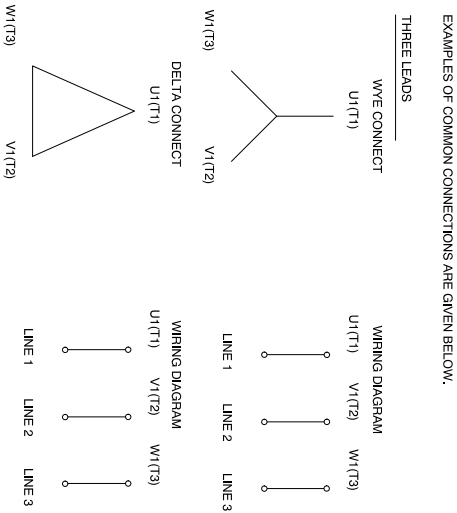 EXAMPLES OF COMMON CONNECTIONS ARE GIVEN BELOW.
THREE LEADS
WYE CONNECT
U1(T1)
W1(T3)
V1(T2)
WIRING DIAGRAM
U1(T1) V1(T2) W1(T3)
LINE 1 LINE 2 LINE 3
DELTA CONNECT
U1(T1)
W1(T3)
V1(T2)
WIRING DIAGRAM
U1(T1) V1(T2) W1(T3)
LINE 1 LINE 2 LINE 3